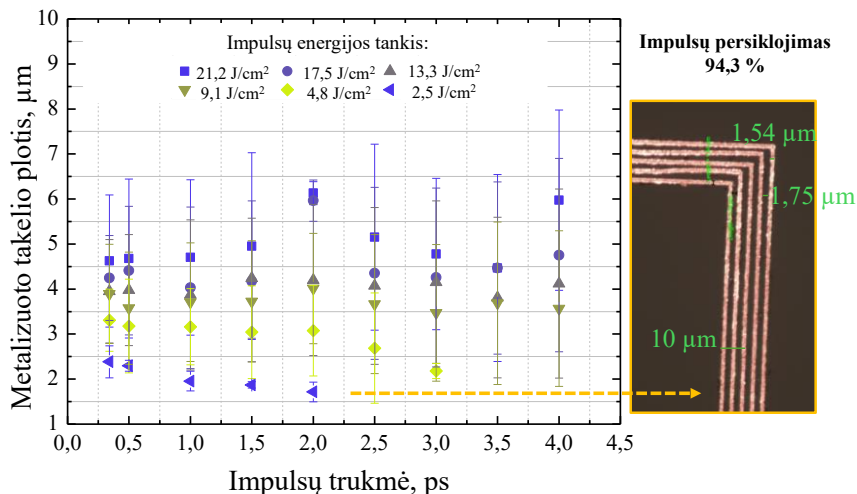 Impulsų energijos tankis:
21,2 J/cm² 17,5 J/cm² 13,3 J/cm²
9,1 J/cm² 4,8 J/cm² 2,5 J/cm²
Metalizuoto takelio plotis, µm
10
9
8
7
6
5
4
3
2
1
0,0 0,5 1,0 1,5 2,0 2,5 3,0 3,5 4,0 4,5
Impulsų trukmė, ps
Impulsų persiklojimas
94,3 %
1,54 µm
1,75 µm
10 µm